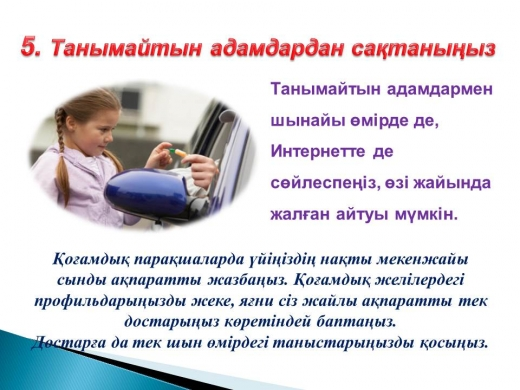 5. Танымайтын адамдардан сақтаныңыз
Танымайтын адамдармен
шынайы өмірде де,
Интернетте де
сөйлеспеңіз, өзі жайында
жалған айтуы мүмкін.
Қоғамдық парақшаларда үйіңіздің нақты мекенжайы
сынды ақпаратты жазбаңыз. Қоғамдық желілердегі
профильдарыңызды жеке, яғни сіз жайлы ақпаратты тек
достарыңыз көретіндей баптаңыз.
Достарға да тек шын өмірдегі таныстарыңызды қосыңыз.